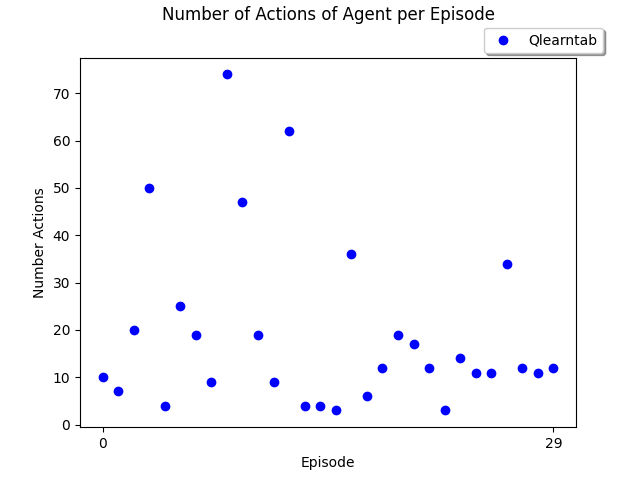 Number of Actions of Agent per Episode
Qlearntab
70
60
50
40
30
20
10
0
Number Actions
0 29
Episode